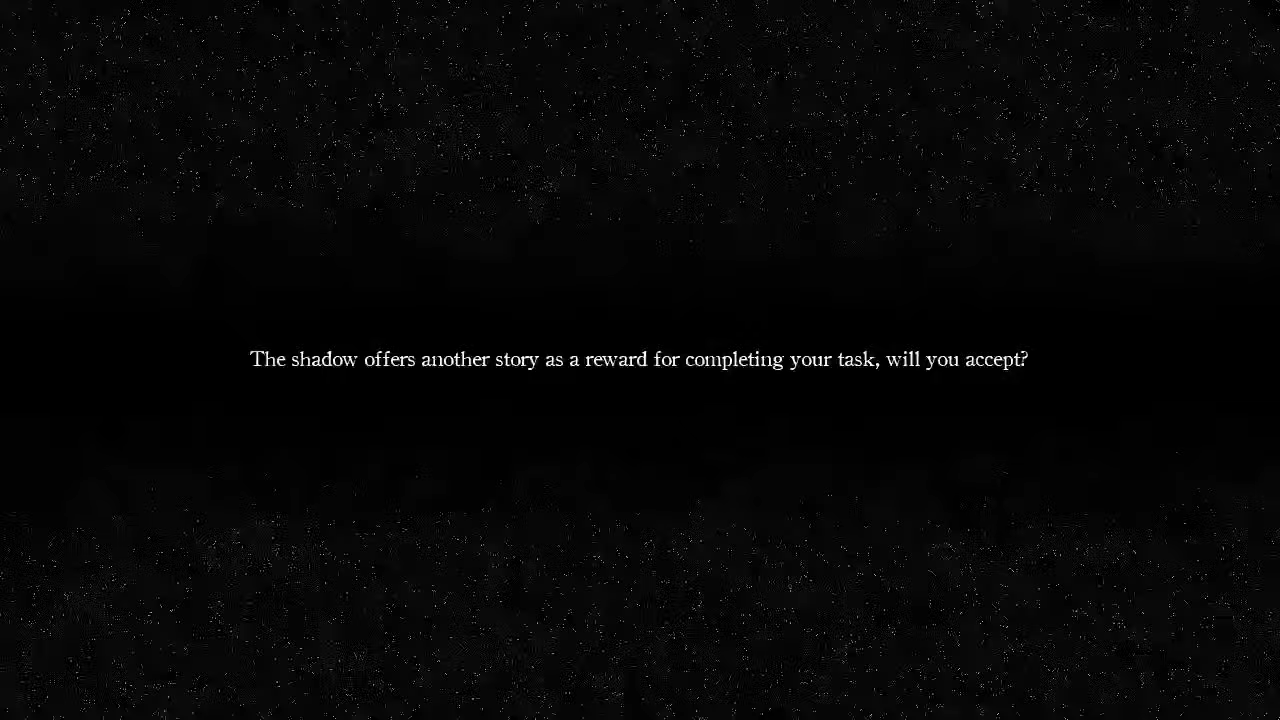 The shadow offers another story as a reward for completing your task, will you accept?